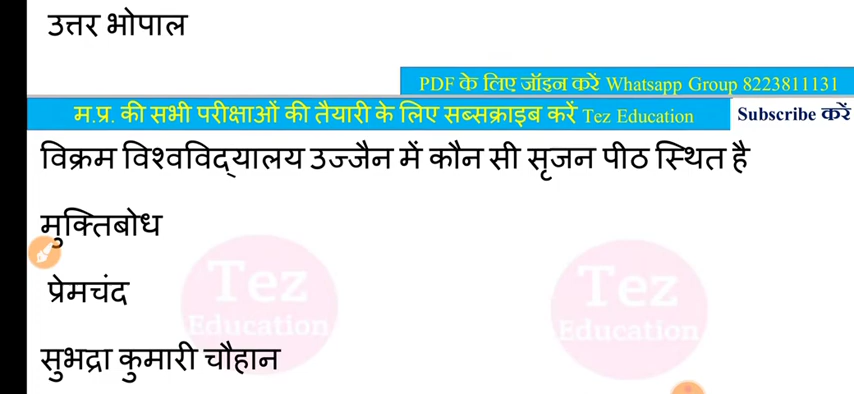 उत्तर भोपाल
PDF के लिए जॉइन करें Whatsapp Group 8223811131
म.प्र. की सभी परीक्षाओं की तैयारी के लिए सब्सक्राइब करें Tez Education Subscribe करें
विक्रम विश्वविद्यालय उज्जैन में कौन सी सृजन पीठ स्थित है
मुक्तिबोध
प्रेमचंद
Tez Tez
Education Education
सुभद्रा कुमारी चौहान